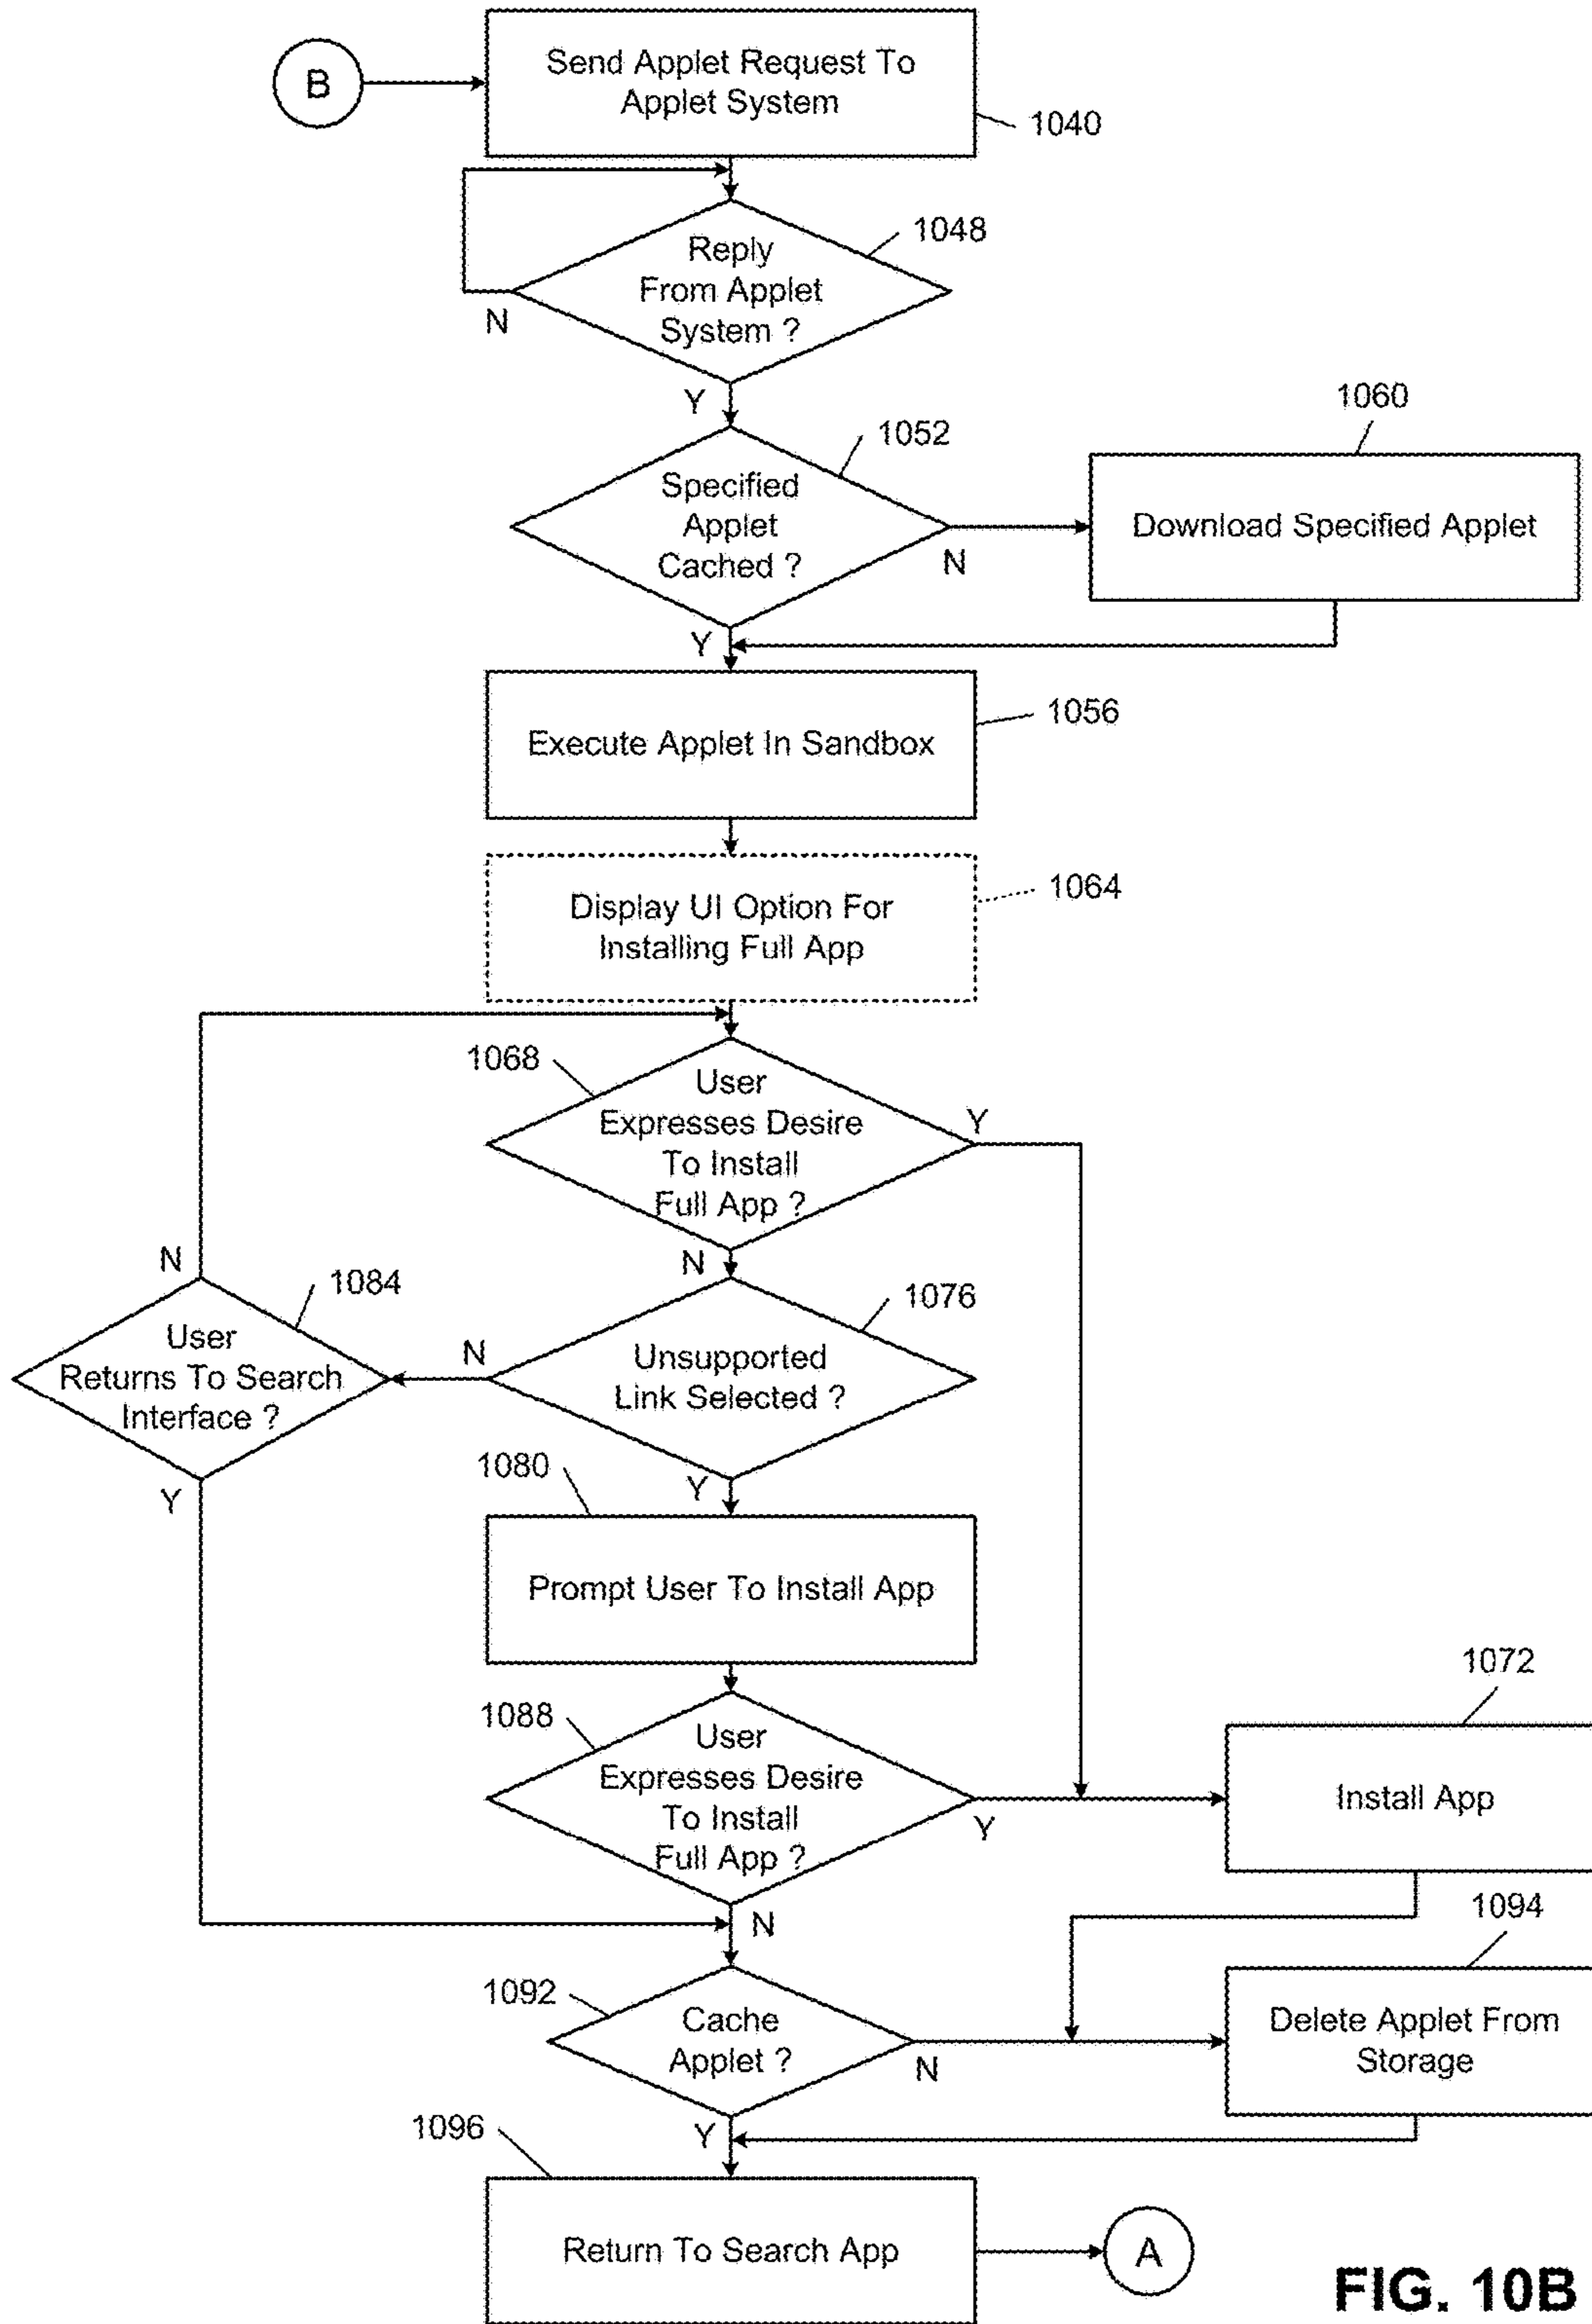 B
Send Applet Request To
Applet System
1040
1048
Reply
From Applet
System ?
N
Y
1052
1060
Specified
Applet
Cached ?
N
Download Specified Applet
Y
Execute Applet In Sandbox
1056
Display UI Option For
Installing Full App
1064
1068
User
Expresses Desire
To Install
Full App ?
Y
N
N
1084
1076
User
Returns To Search
Interface ?
N
Unsupported
Link Selected ?
Y
1080
Y
Prompt User To Install App
1072
1088
User
Expresses Desire
To Install
Full App ?
Y
Install App
N
1094
1092
Cache
Applet ?
N
Delete Applet From
Storage
1096
Y
Return To Search App
A
FIG. 10B